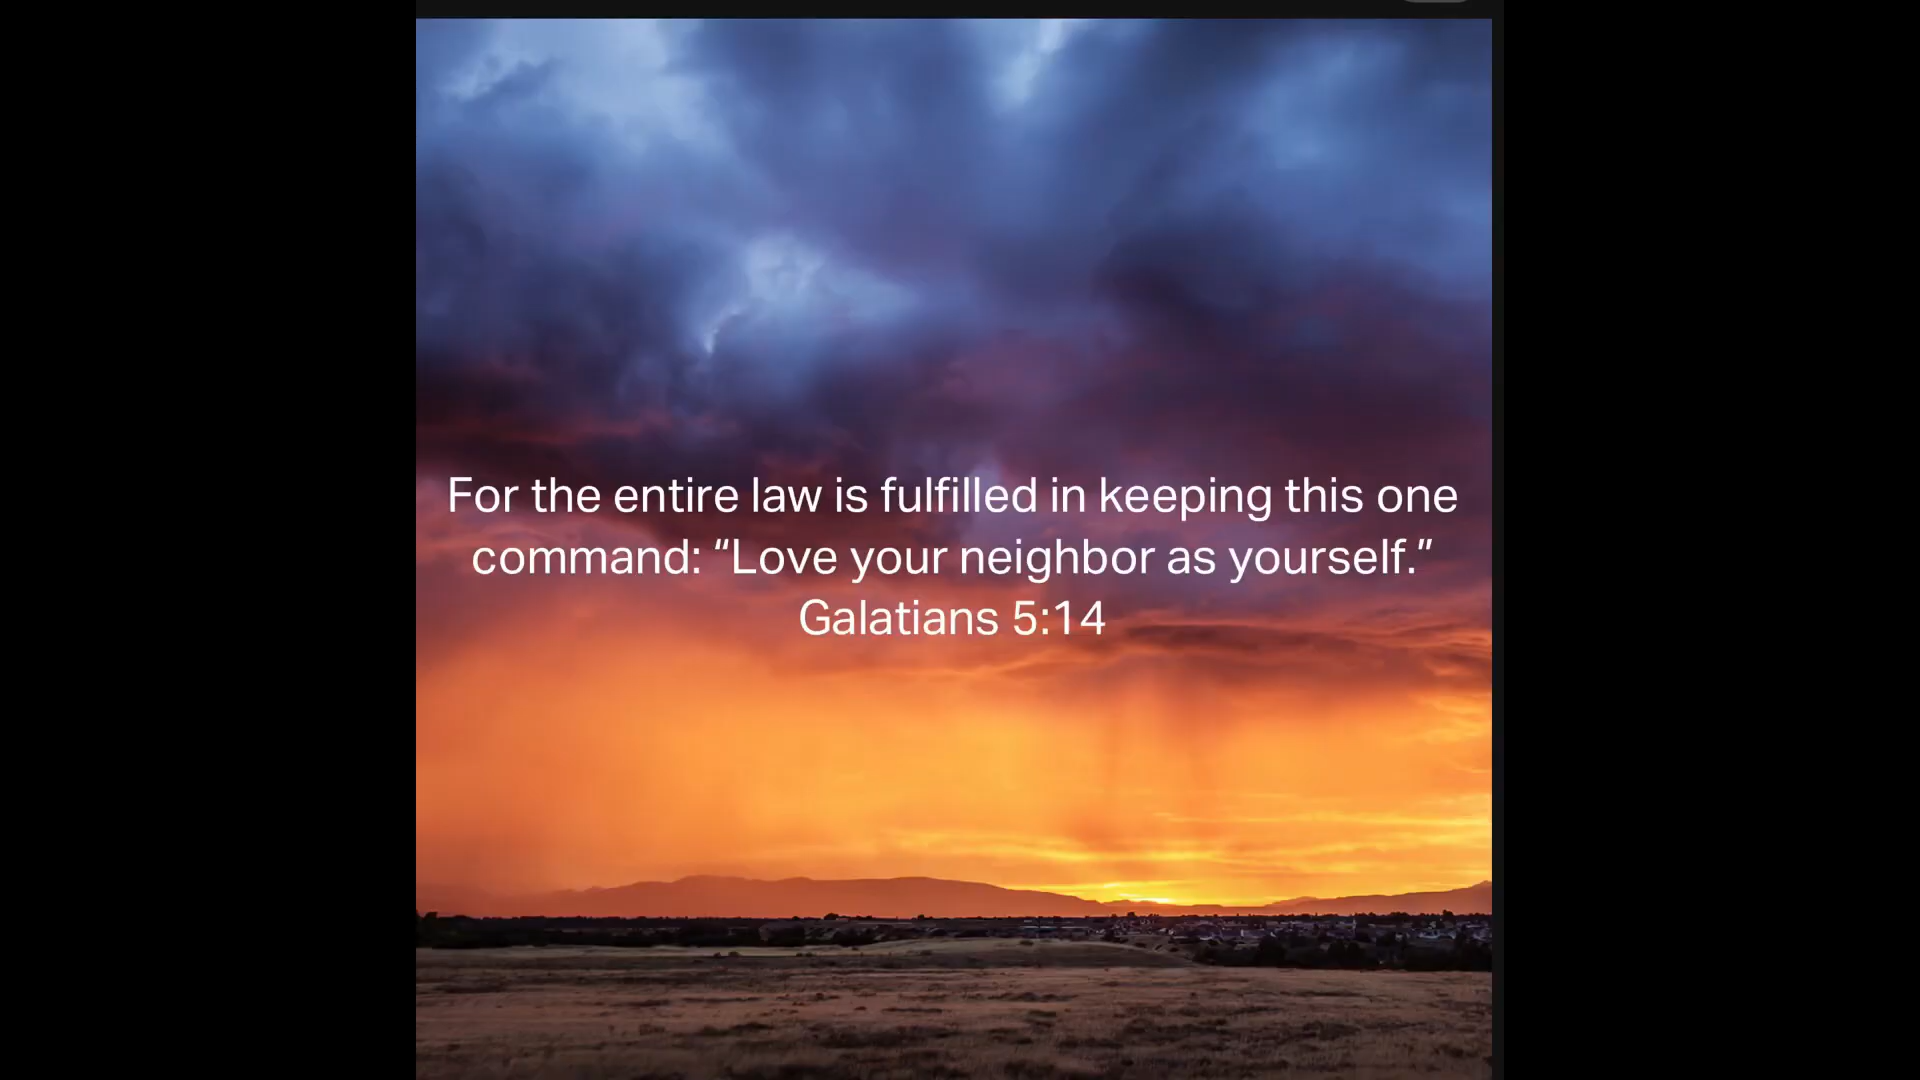 For the entire law is fulfilled in keeping this one
command: “Love your neighbor as yourself.”
Galatians 5:14